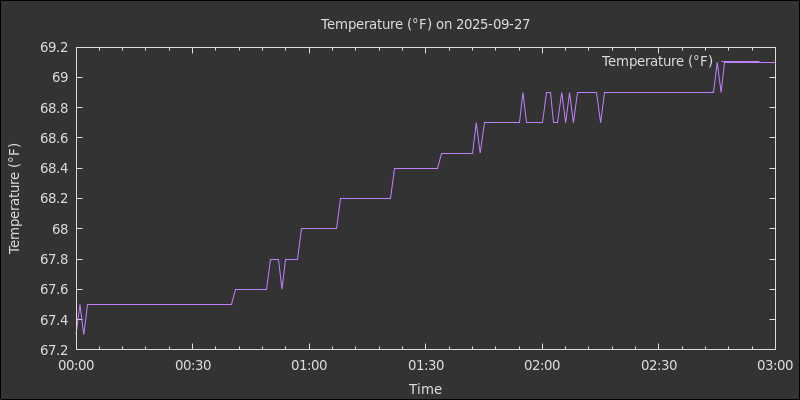 Temperature (°F) on 2025-09-27
Temperature (°F)
69.2
69
68.8
68.6
68.4
68.2
68
67.8
67.6
67.4
67.2
Temperature (°F)
00:00 00:30 01:00 01:30 02:00 02:30 03:00
Time